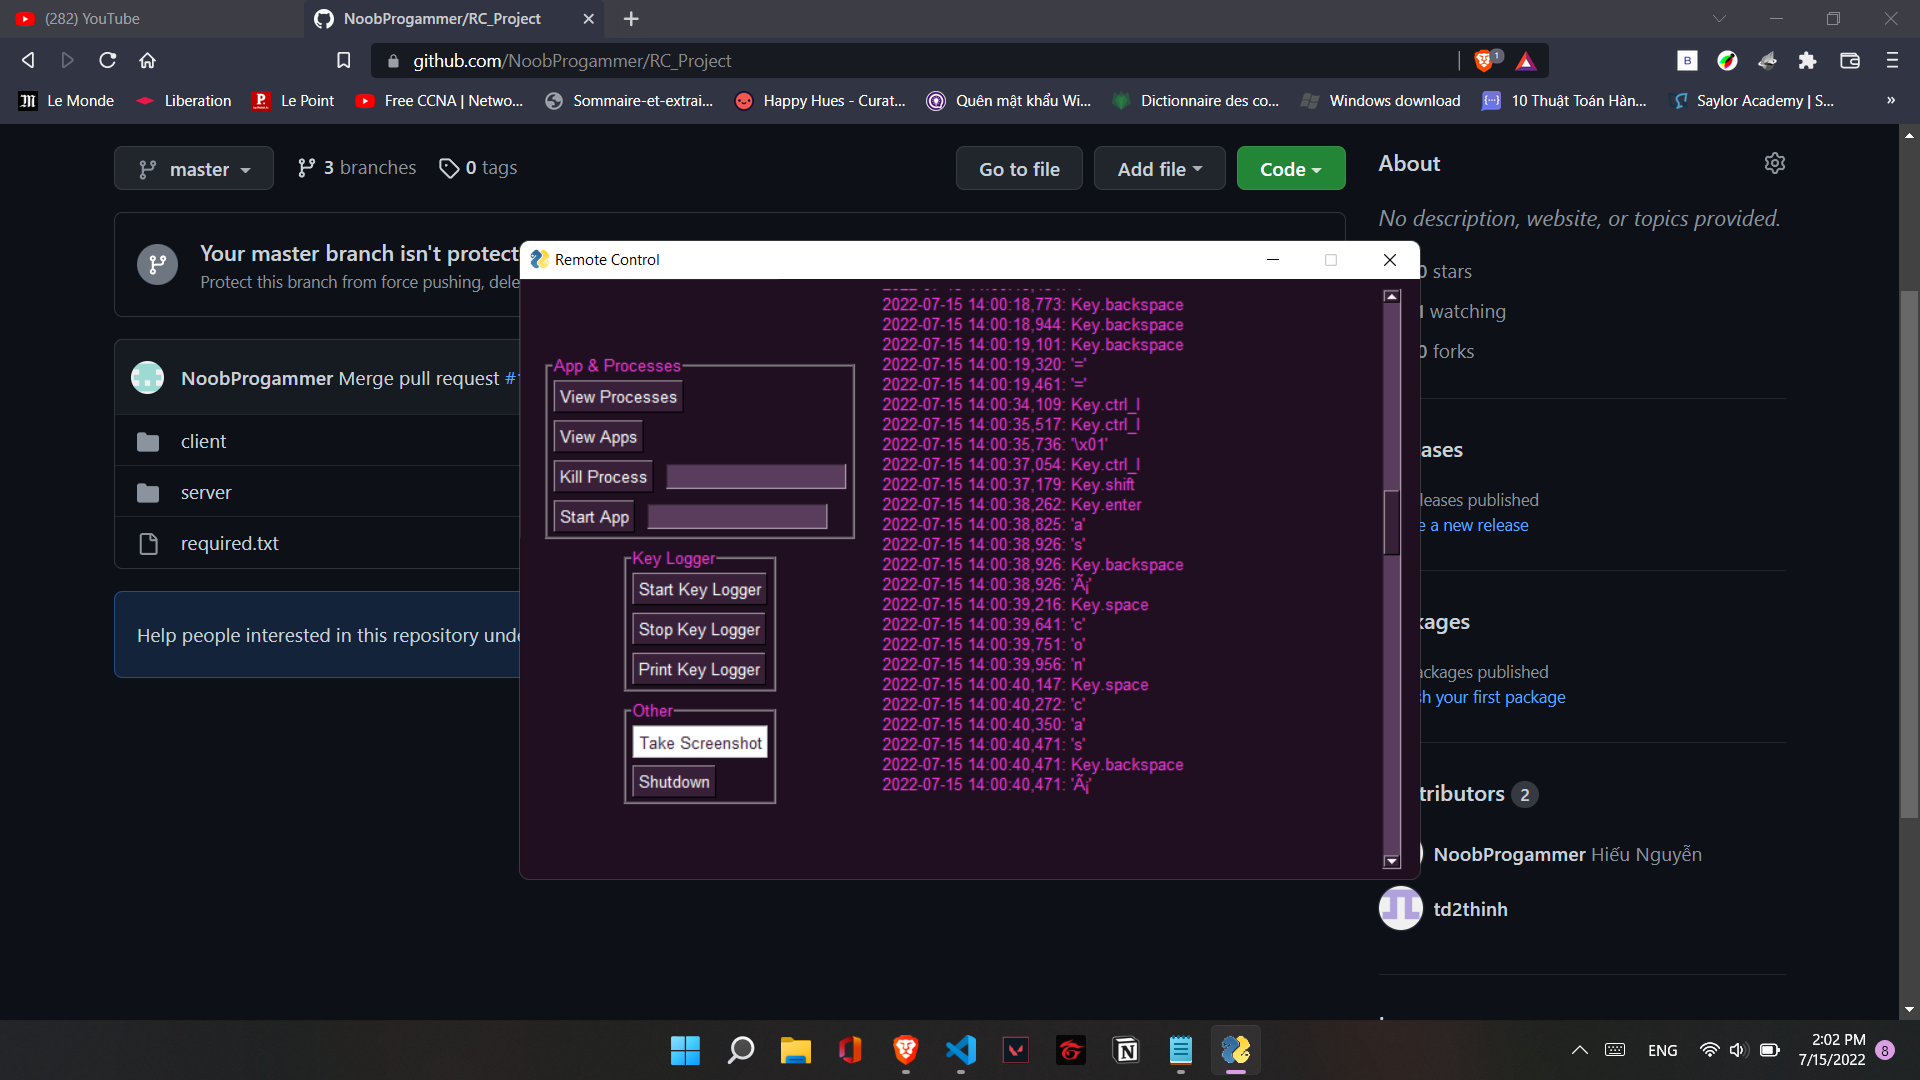 (282) YouTube
NoobProgammer/RC_Project
github.com/NoobProgammer/RC_Project
1
B
Le Monde
Liberation
Le Point
Free CCNA | Netwo...
Sommaire-et-extrai...
Happy Hues - Curat...
Quên mật khẩu Wi...
Dictionnaire des co...
Windows download
10 Thuật Toán Hàn...
Saylor Academy | S...
»
master
3 branches
0 tags
Go to file
Add file
Code
About
No description, website, or topics provided.
Your master branch isn't protect
Protect this branch from force pushing, dele
0 stars
1 watching
0 forks
NoobProgammer Merge pull request #
client
server
required.txt
Help people interested in this repository und
Remote Control
App & Processes
View Processes
View Apps
Kill Process
Start App
Key Logger
Start Key Logger
Stop Key Logger
Print Key Logger
Other
Take Screenshot
Shutdown
2022-07-15 14:00:18,773: Key.backspace
2022-07-15 14:00:18,944: Key.backspace
2022-07-15 14:00:19,101: Key.backspace
2022-07-15 14:00:19,320: '='
2022-07-15 14:00:19,461: '='
2022-07-15 14:00:34,109: Key.ctrl_l
2022-07-15 14:00:35,517: Key.ctrl_l
2022-07-15 14:00:35,736: '\x01'
2022-07-15 14:00:37,054: Key.ctrl_l
2022-07-15 14:00:37,179: Key.shift
2022-07-15 14:00:38,262: Key.enter
2022-07-15 14:00:38,825: 'a'
2022-07-15 14:00:38,926: 's'
2022-07-15 14:00:38,926: Key.backspace
2022-07-15 14:00:38,926: 'Ã¡'
2022-07-15 14:00:39,216: Key.space
2022-07-15 14:00:39,641: 'c'
2022-07-15 14:00:39,751: 'o'
2022-07-15 14:00:39,956: 'n'
2022-07-15 14:00:40,147: Key.space
2022-07-15 14:00:40,272: 'c'
2022-07-15 14:00:40,350: 'a'
2022-07-15 14:00:40,471: 's'
2022-07-15 14:00:40,471: Key.backspace
2022-07-15 14:00:40,471: 'Ã¡'
ases
leases published
e a new release
kages
ackages published
sh your first package
tributors 2
NoobProgammer Hiếu Nguyễn
td2thinh
ENG
2:02 PM
7/15/2022
8